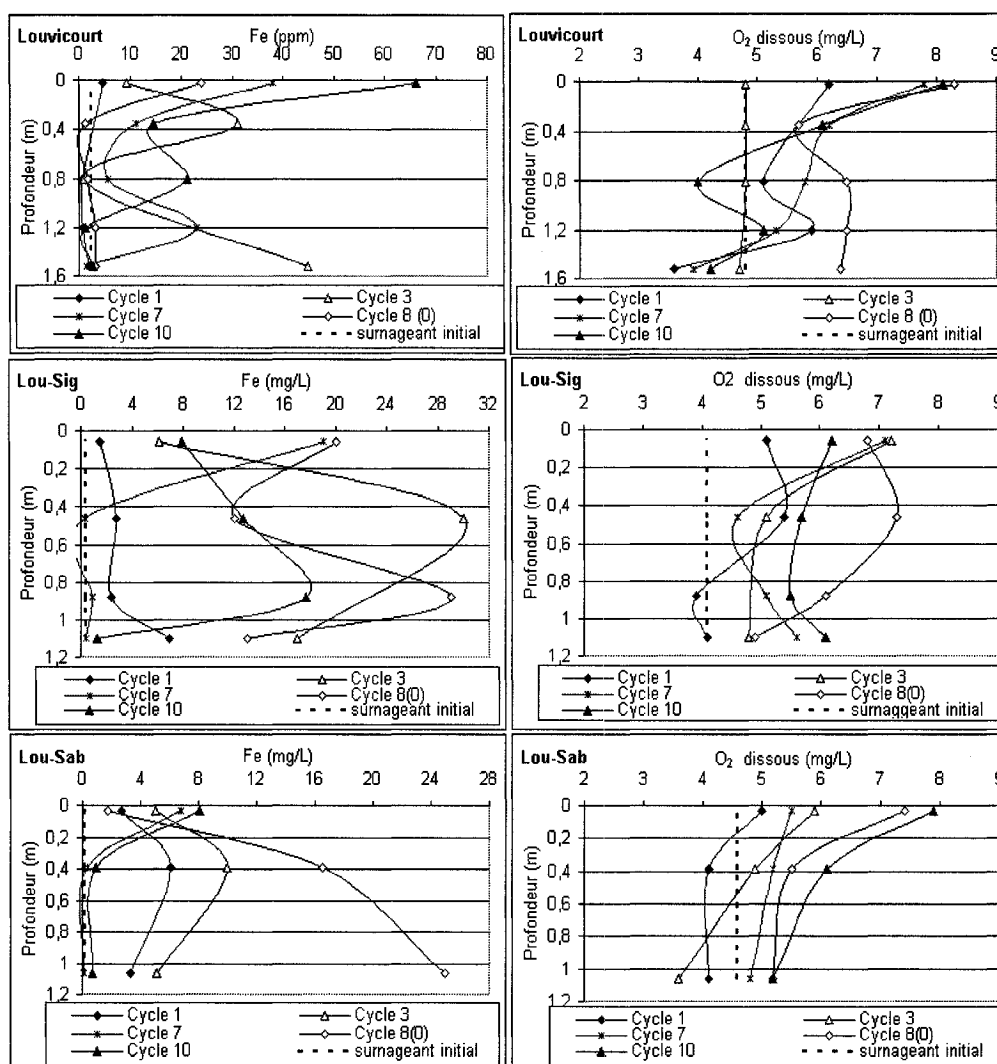 Louvicourt Fe (ppm)
0 10 20 30 40 50 60 70 80
Profondeur (m)
0
0,4
0,8
1,2
1,6
Cycle 1 Cycle 3
Cycle 7 Cycle 8 (0)
Cycle 10 surnageant initial
Louvicourt O2 dissous (mg/L)
2 3 4 5 6 7 8 9
Profondeur (m)
0
0,4
0,8
1,2
1,6
Cycle 1 Cycle 3
Cycle 7 Cycle 8 (0)
Cycle 10 surnageant initial
Lou-Sig Fe (mg/L)
0 4 8 12 16 20 24 28 32
Profondeur (m)
0
0,2
0,4
0,6
0,8
1
1,2
Cycle 1 Cycle 3
Cycle 7 Cycle 8(0)
Cycle 10 surnageant initial
Lou-Sig O2 dissous (mg/L)
2 3 4 5 6 7 8 9
Profondeur (m)
0
0,2
0,4
0,6
0,8
1
1,2
Cycle 1 Cycle 3
Cycle 7 Cycle 8(0)
Cycle 10 surnaggeant initial
Lou-Sab Fe (mg/L)
0 4 8 12 16 20 24 28
Profondeur (m)
0
0,2
0,4
0,6
0,8
1
1,2
Cycle 1 Cycle 3
Cycle 7 Cycle 8(0)
Cycle 10 surnageant initial
Lou-Sab O2 dissous (mg/L)
2 3 4 5 6 7 8 9
Profondeur (m)
0
0,2
0,4
0,6
0,8
1
1,2
Cycle 1 Cycle 3
Cycle 7 Cycle 8(0)
Cycle 10 surnageant initial